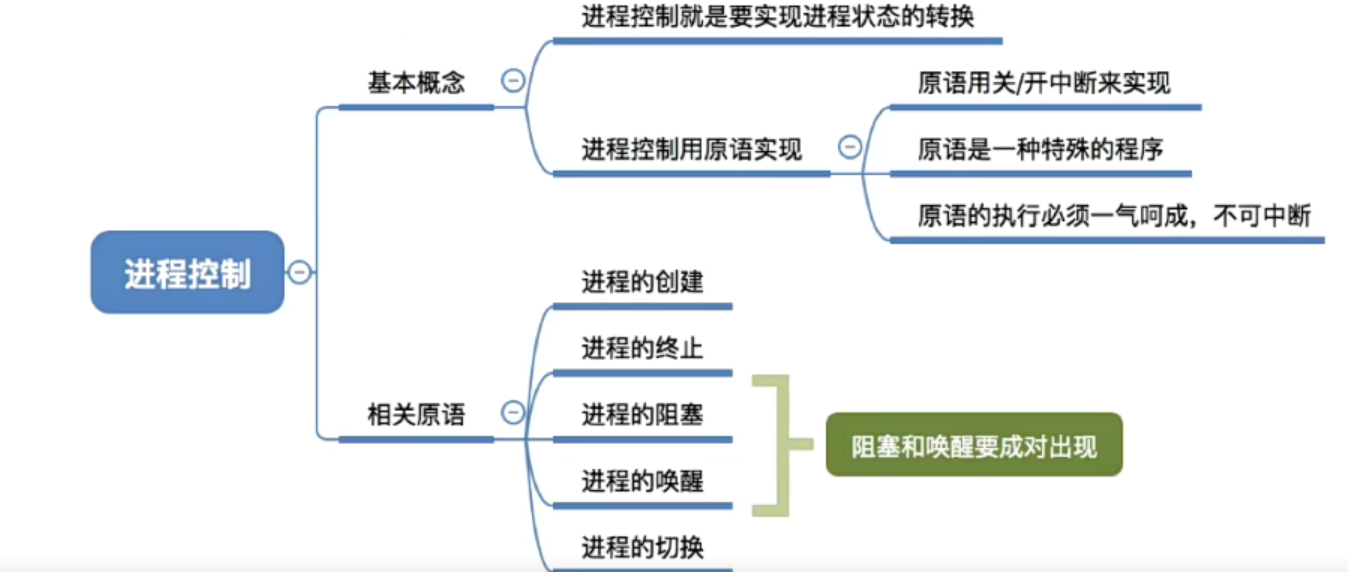 进程控制
基本概念
进程控制就是要实现进程状态的转换
进程控制用原语实现
原语用关/开中断来实现
原语是一种特殊的程序
原语的执行必须一气呵成，不可中断
相关原语
进程的创建
进程的终止
进程的阻塞
进程的唤醒
进程的切换
阻塞和唤醒要成对出现